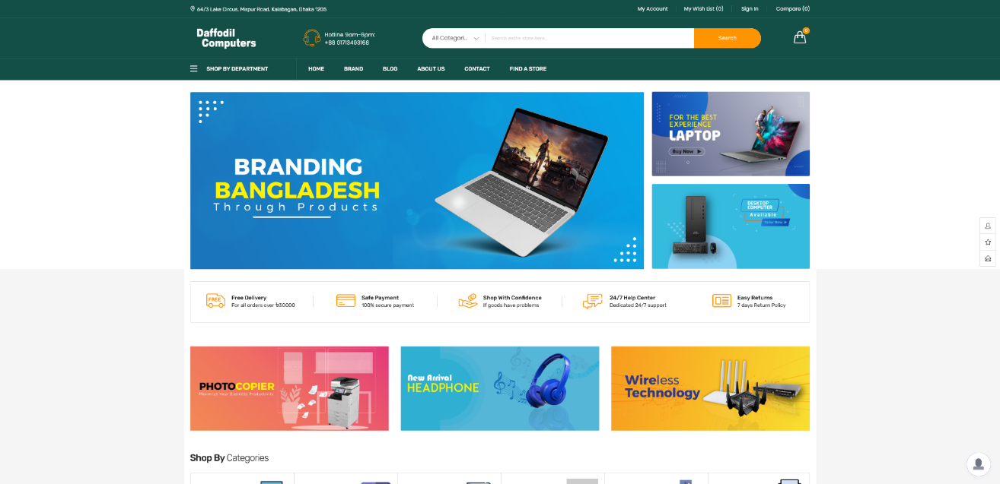 64/3 Lake Circus, Mirpur Road, Kalabagan, Dhaka 1205
My Account
My Wish List (0)
Sign In
Compare (0)
Daffodil
Computers
Hotline 9am-6pm:
+88 01713493168
All Categori...
Search entire store here...
Search
0
SHOP BY DEPARTMENT
HOME
BRAND
BLOG
ABOUT US
CONTACT
FIND A STORE
BRANDING
BANGLADESH
Through Products
FOR THE BEST
EXPERIENCE
LAPTOP
Buy Now
DESKTOP
COMPUTER
Available
Order Now
FREE
Free Delivery
For all orders over ৳30000
Safe Payment
100% secure payment
Shop With Confidence
If goods have problems
24/7 Help Center
Dedicated 24/7 support
Easy Returns
7 days Return Policy
PHOTOCOPIER
Maximize Your Business Productivity
New Arrival
HEADPHONE
Wireless
Technology
Shop By Categories